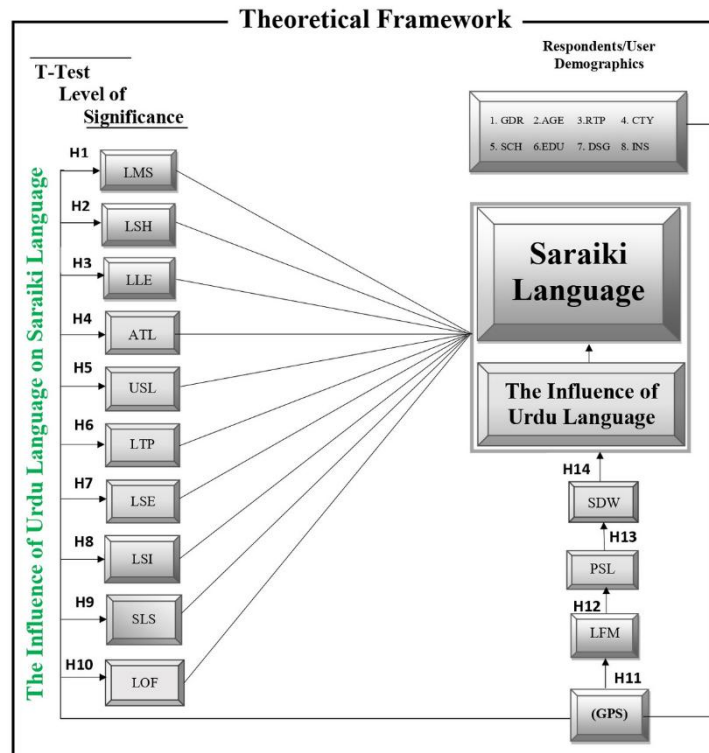 Theoretical Framework
T-Test
Level of
Significance
Respondents/User
Demographics
1. GDR 2.AGE 3.RTP 4. CTY
5. SCH 6.EDU 7. DSG 8. INS
The Influence of Urdu Language on Saraiki Language
H1
LMS
H2
LSH
H3
LLE
H4
ATL
H5
USL
H6
LTP
H7
LSE
H8
LSI
H9
SLS
H10
LOF
Saraiki
Language
The Influence of
Urdu Language
H14
SDW
H13
PSL
H12
LFM
H11
(GPS)